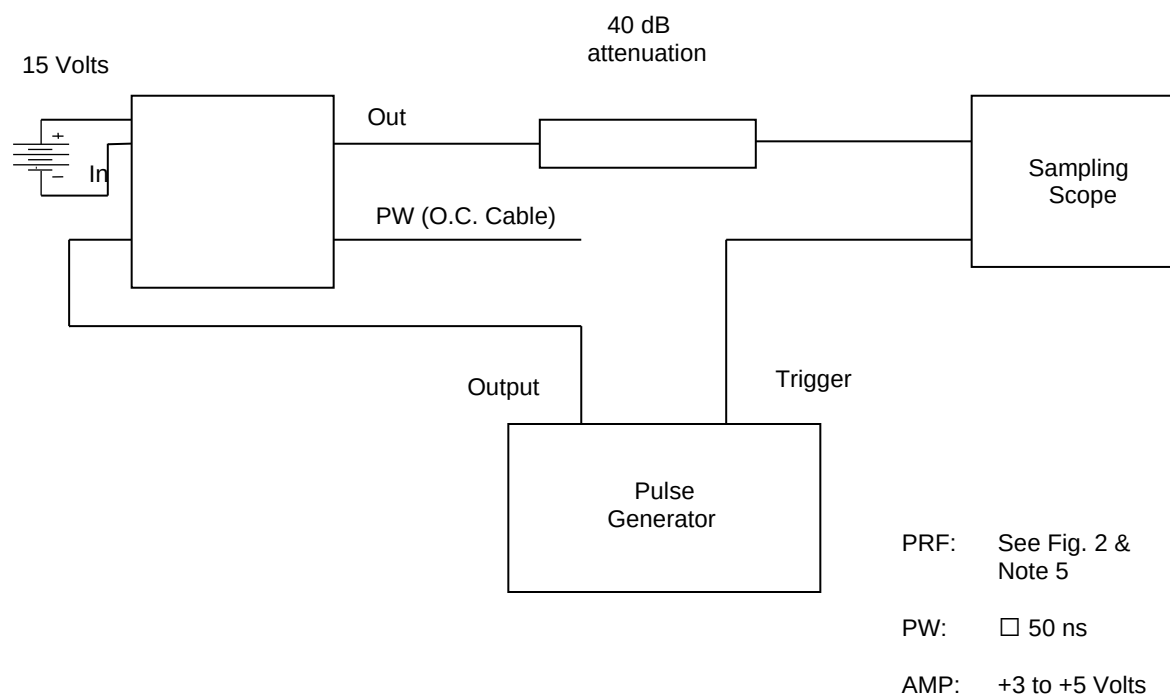 40 dB
attenuation
15 Volts
+
Out
In
–
Sampling
Scope
PW (O.C. Cable)
Output
Trigger
Pulse
Generator
PRF: See Fig. 2 &
Note 5
PW: □ 50 ns
AMP: +3 to +5 Volts